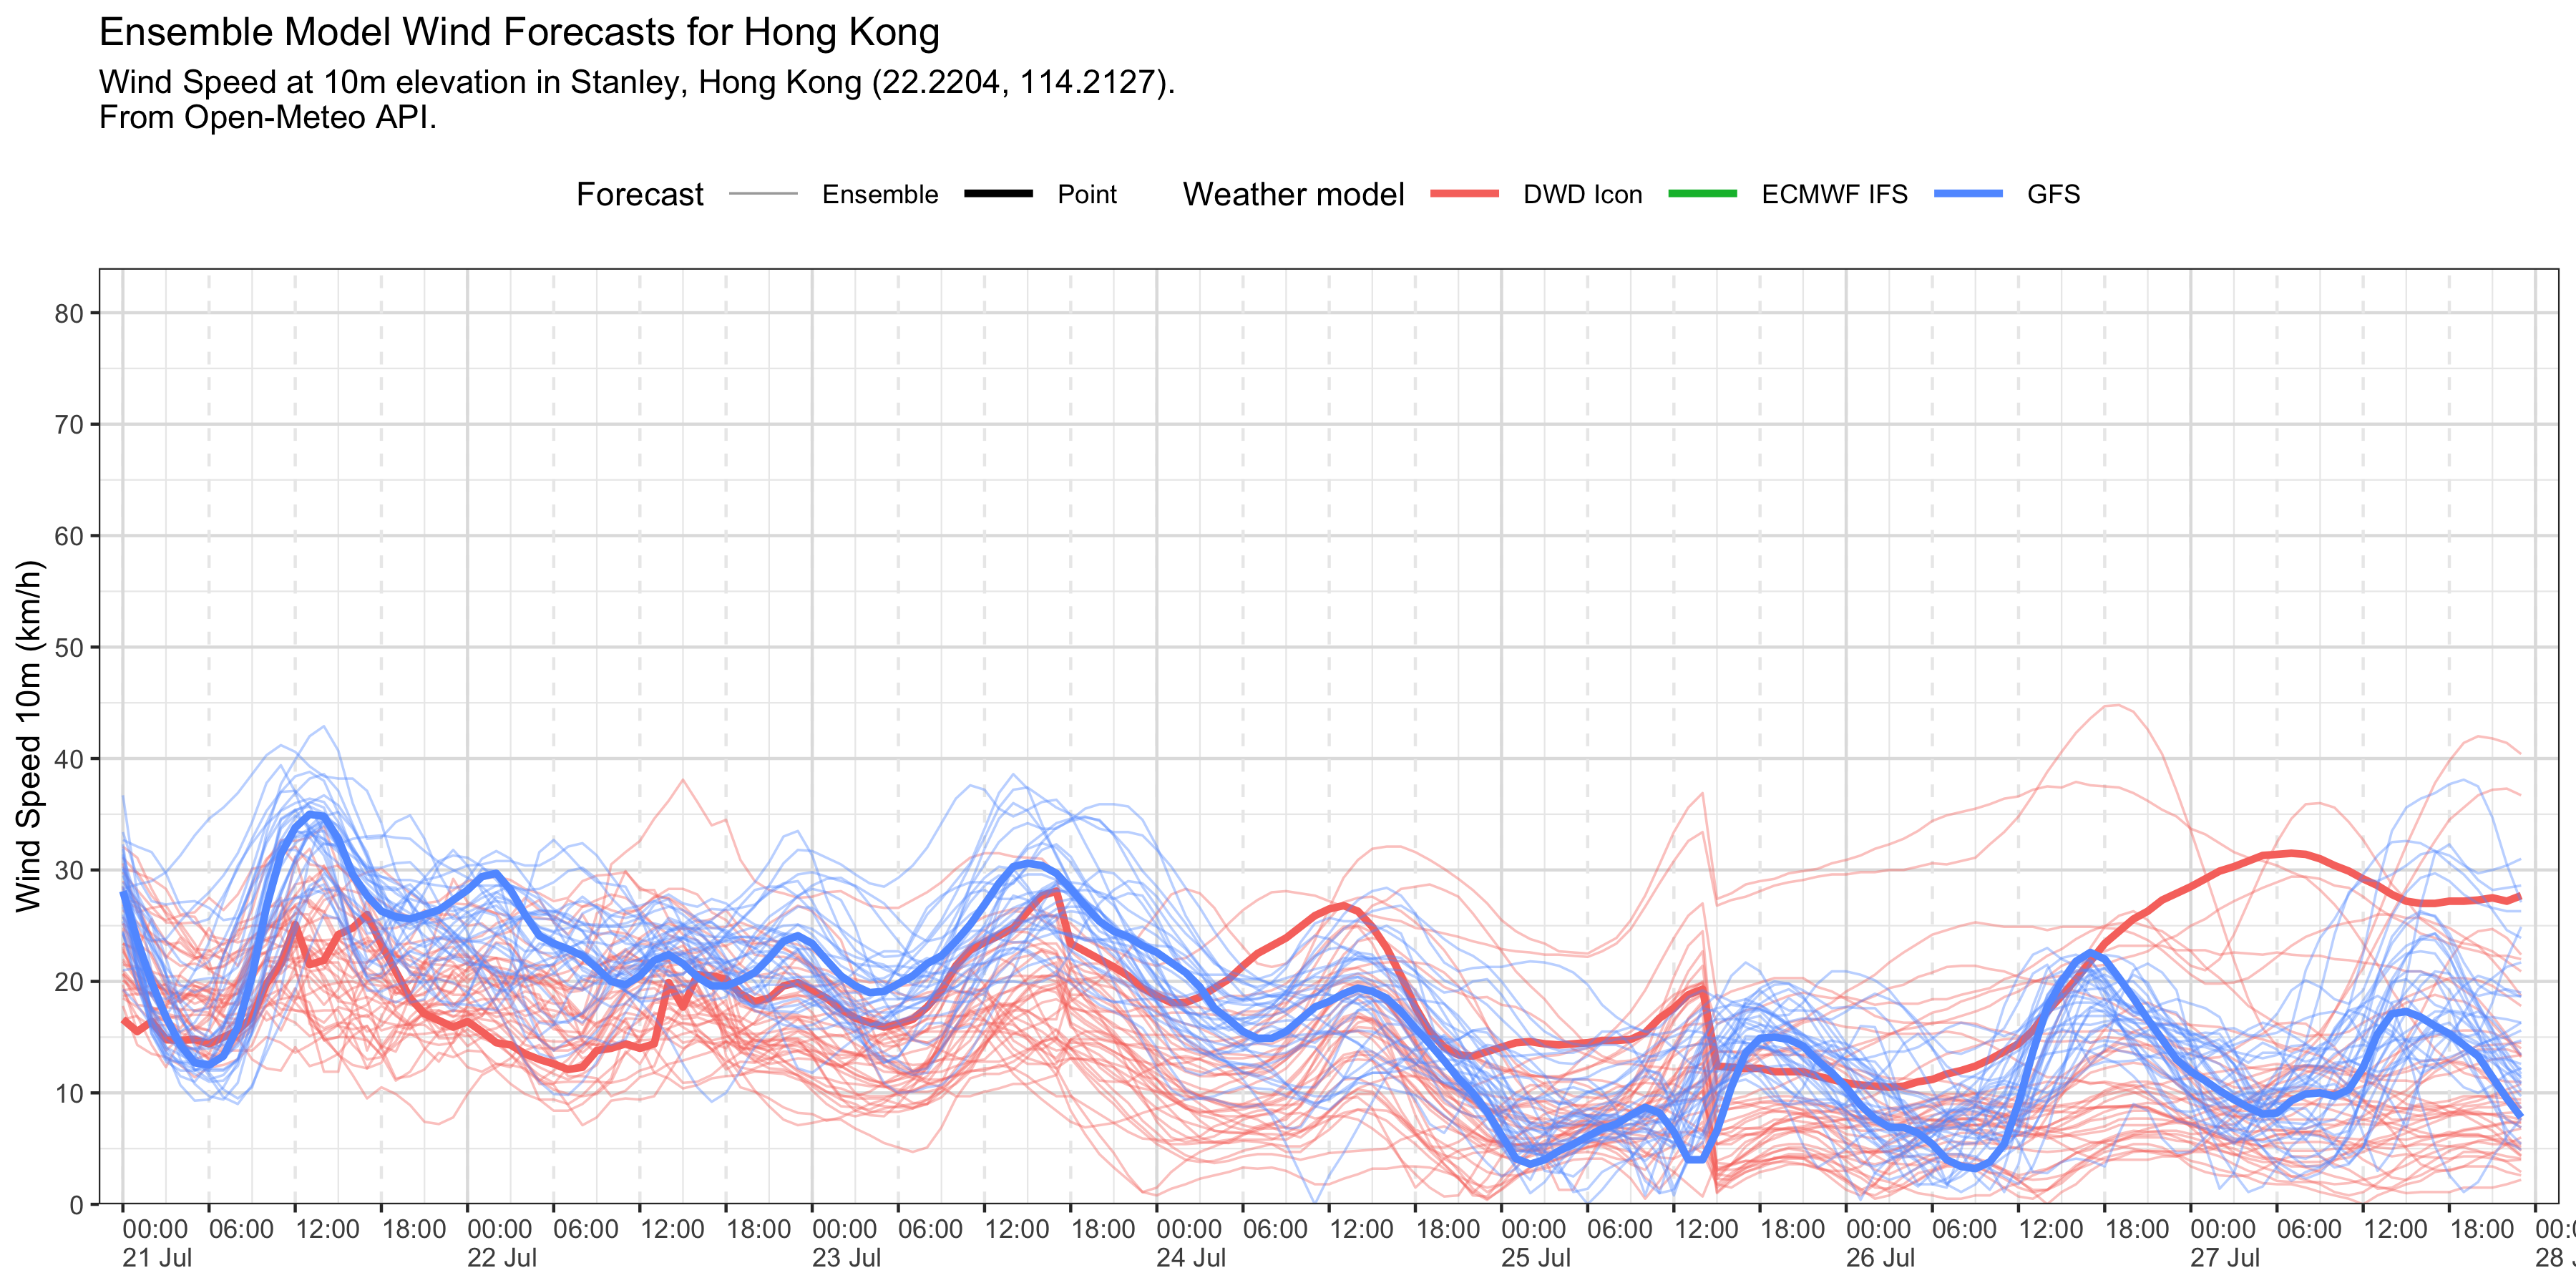 Ensemble Model Wind Forecasts for Hong Kong
Wind Speed at 10m elevation in Stanley, Hong Kong (22.2204, 114.2127).
From Open-Meteo API.
Forecast Ensemble Point Weather model DWD Icon ECMWF IFS GFS
Wind Speed 10m (km/h)
80
70
60
50
40
30
20
10
0
00:00 06:00 12:00 18:00 00:00 06:00 12:00 18:00 00:00 06:00 12:00 18:00 00:00 06:00 12:00 18:00 00:00 06:00 12:00 18:00 00:00 06:00 12:00 18:00 00:00 06:00 12:00 18:00
21 Jul 22 Jul 23 Jul 24 Jul 25 Jul 26 Jul 27 Jul 28